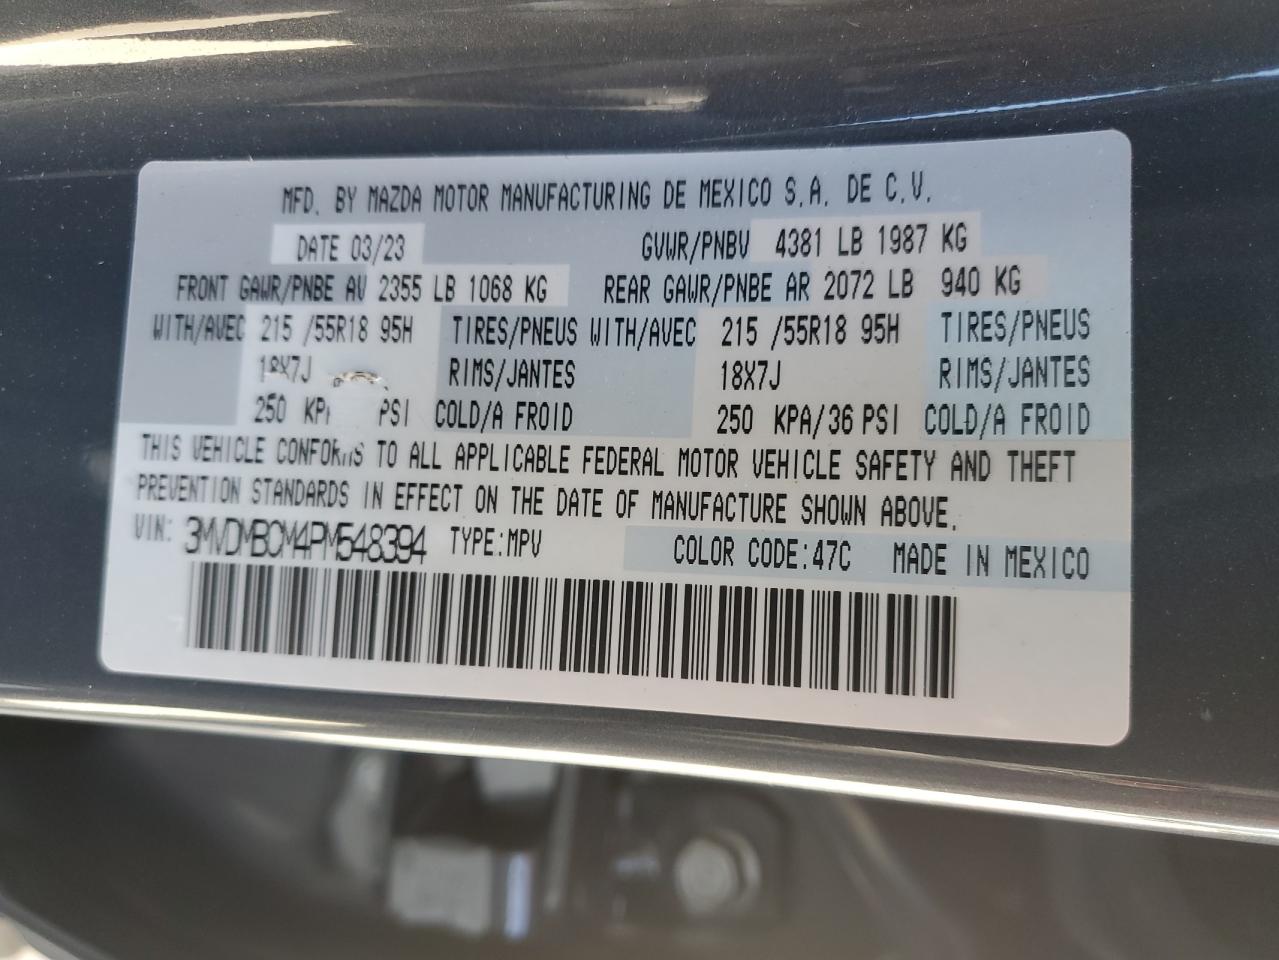 MFD. BY MAZDA MOTOR MANUFACTURING DE MEXICO S.A. DE C.V.
DATE 03/23 GVWR/PNBV 4381 LB 1987 KG
FRONT GAWR/PNBE AV 2355 LB 1068 KG REAR GAWR/PNBE AR 2072 LB 940 KG
WITH/AVEC 215 /55R18 95H TIRES/PNEUS WITH/AVEC 215 /55R18 95H TIRES/PNEUS
18X7J RIMS/JANTES 18X7J RIMS/JANTES
250 PSI COLD/A FROID 250 KPA/36 PSI COLD/A FROID
THIS VEHICLE CONFORMS TO ALL APPLICABLE FEDERAL MOTOR VEHICLE SAFETY AND THEFT
PREVENTION STANDARDS IN EFFECT ON THE DATE OF MANUFACTURE SHOWN ABOVE.
VIN: 3MVDMBCM4PM548394 TYPE:MPV COLOR CODE:47C MADE IN MEXICO